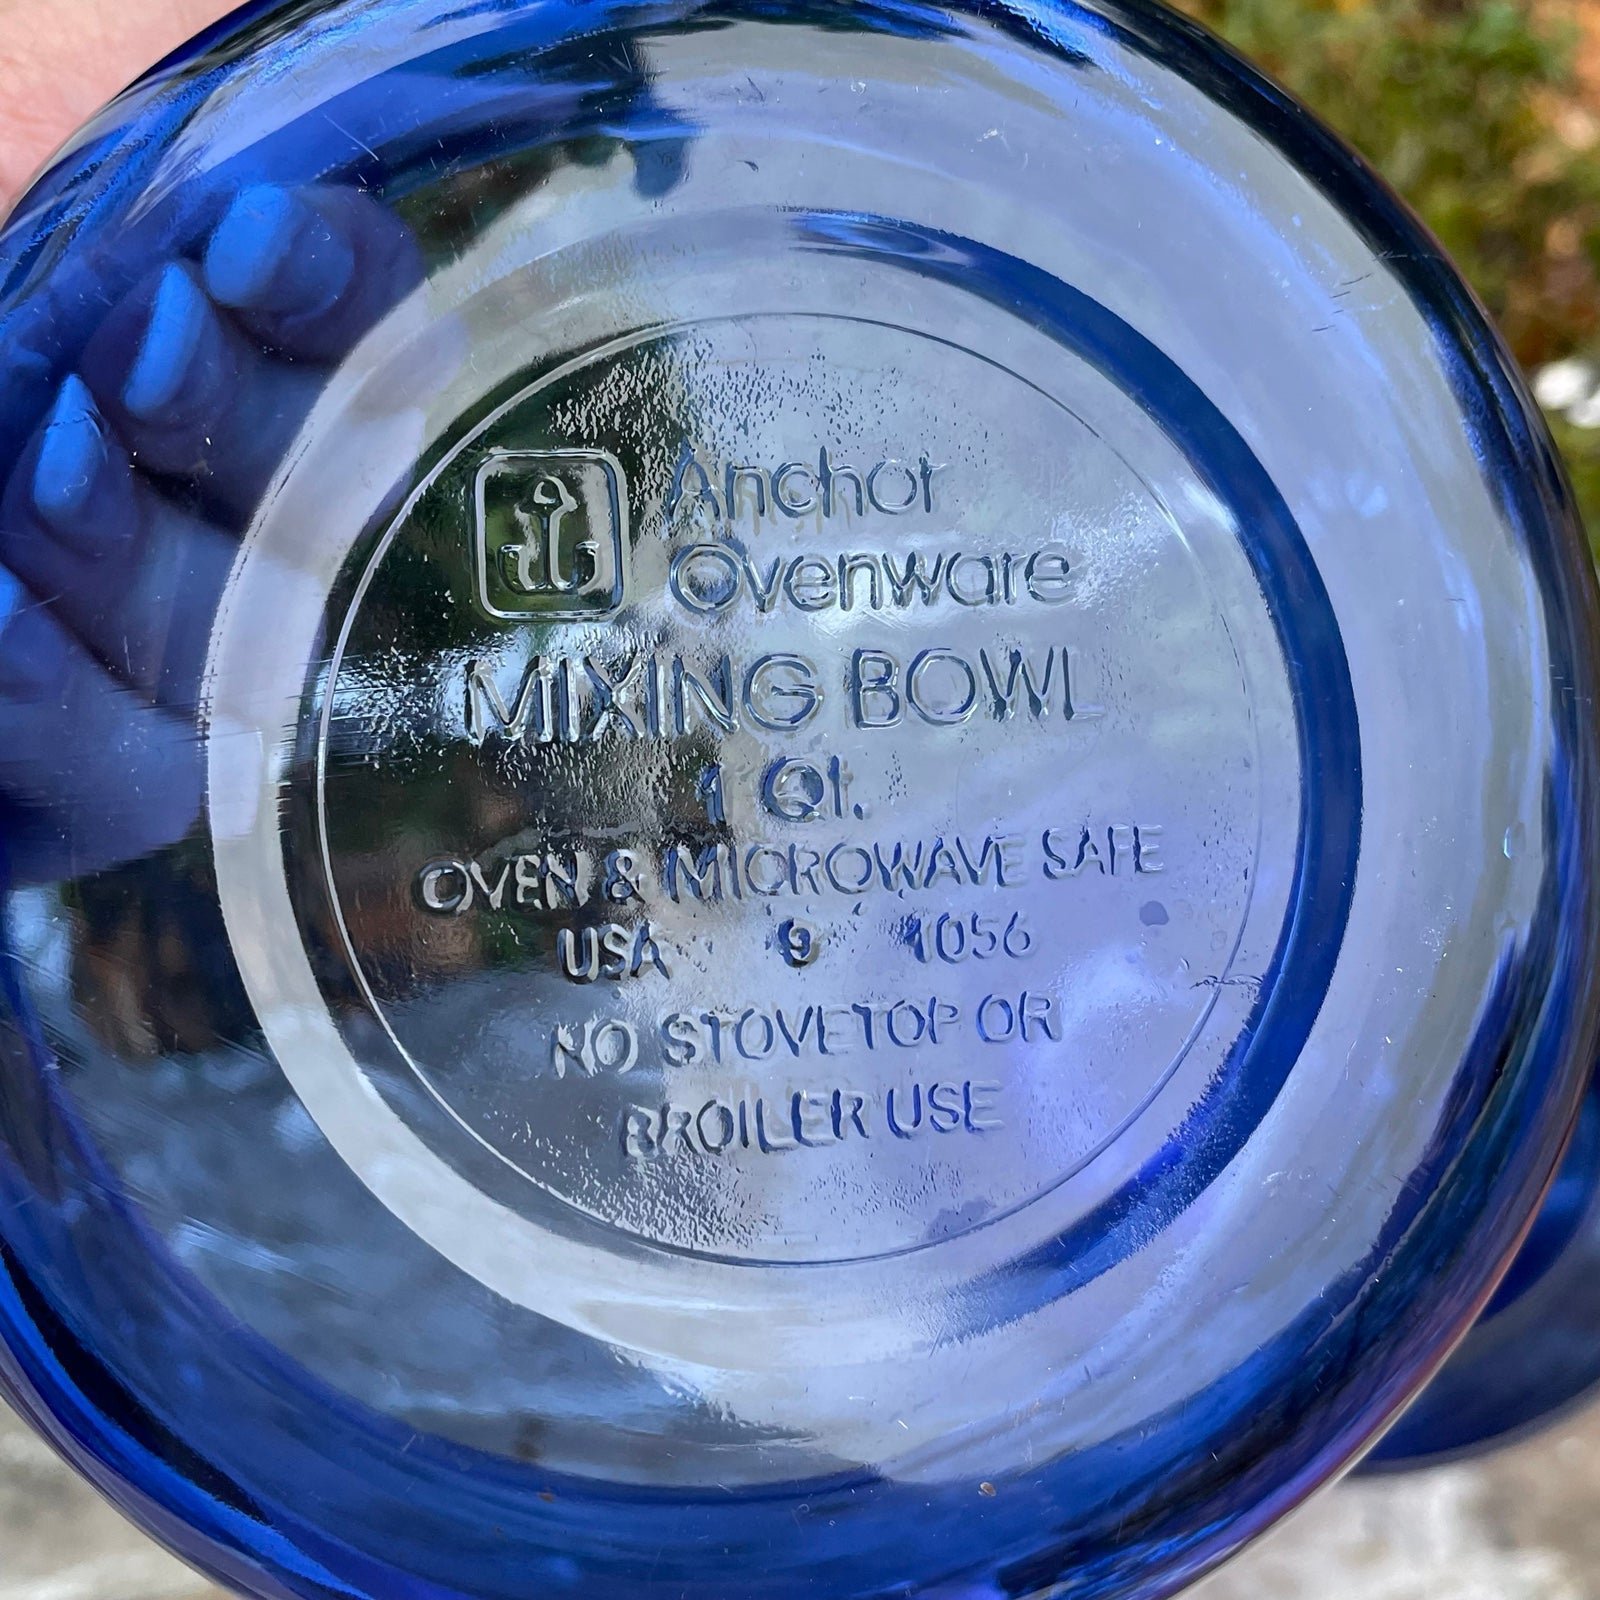 Anchor
Ovenware
MIXING BOWL
1 Qt.
OVEN & MICROWAVE SAFE
USA 9 1056
NO STOVETOP OR
BROILER USE